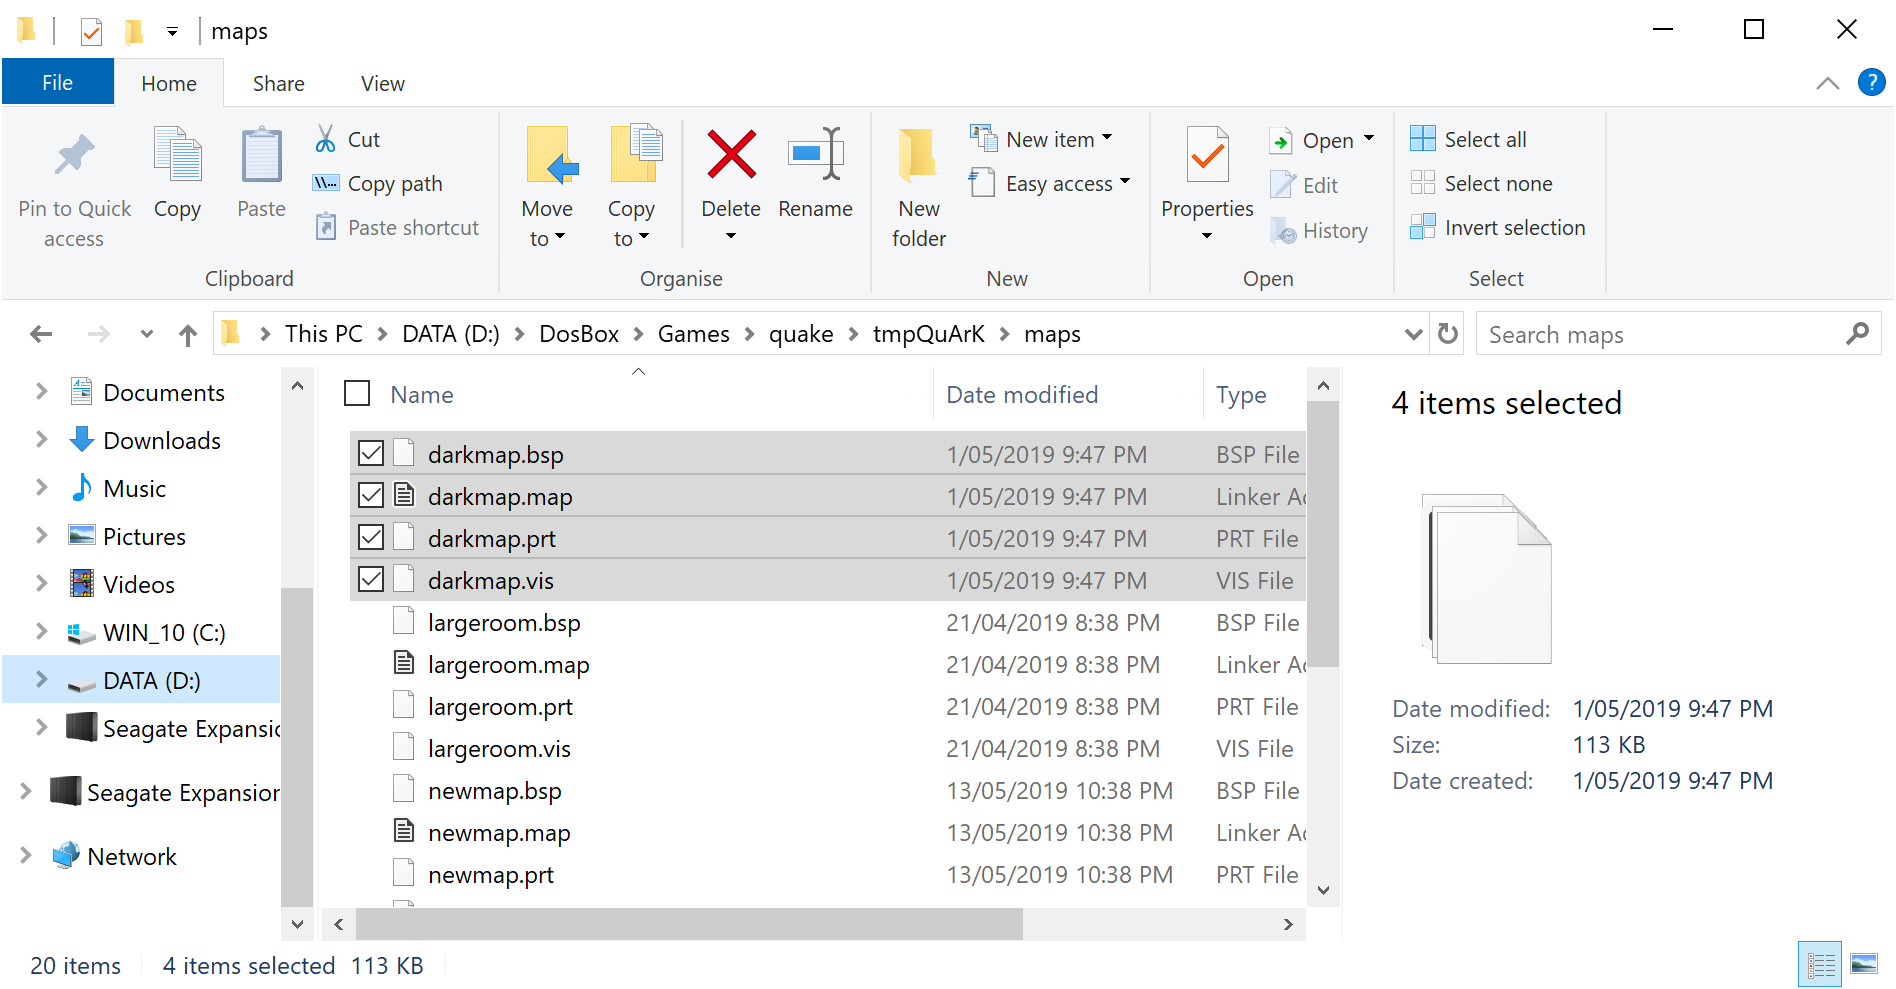 maps
File Home Share View
Pin to Quick access
Copy
Paste
Cut
Copy path
Paste shortcut
Clipboard
Move to
Copy to
Delete
Rename
Organise
New folder
New item
Easy access
New
Properties
Open
Edit
History
Open
Select all
Select none
Invert selection
Select
This PC DATA (D:) DosBox Games quake tmpQuArK maps
Search maps
Documents
Downloads
Music
Pictures
Videos
WIN_10 (C:)
DATA (D:)
Seagate Expansio
Seagate Expansion
Network
Name Date modified Type
darkmap.bsp 1/05/2019 9:47 PM BSP File
darkmap.map 1/05/2019 9:47 PM Linker Ad
darkmap.prt 1/05/2019 9:47 PM PRT File
darkmap.vis 1/05/2019 9:47 PM VIS File
largeroom.bsp 21/04/2019 8:38 PM BSP File
largeroom.map 21/04/2019 8:38 PM Linker Ad
largeroom.prt 21/04/2019 8:38 PM PRT File
largeroom.vis 21/04/2019 8:38 PM VIS File
newmap.bsp 13/05/2019 10:38 PM BSP File
newmap.map 13/05/2019 10:38 PM Linker Ad
newmap.prt 13/05/2019 10:38 PM PRT File
4 items selected
Date modified: 1/05/2019 9:47 PM
Size: 113 KB
Date created: 1/05/2019 9:47 PM
20 items 4 items selected 113 KB